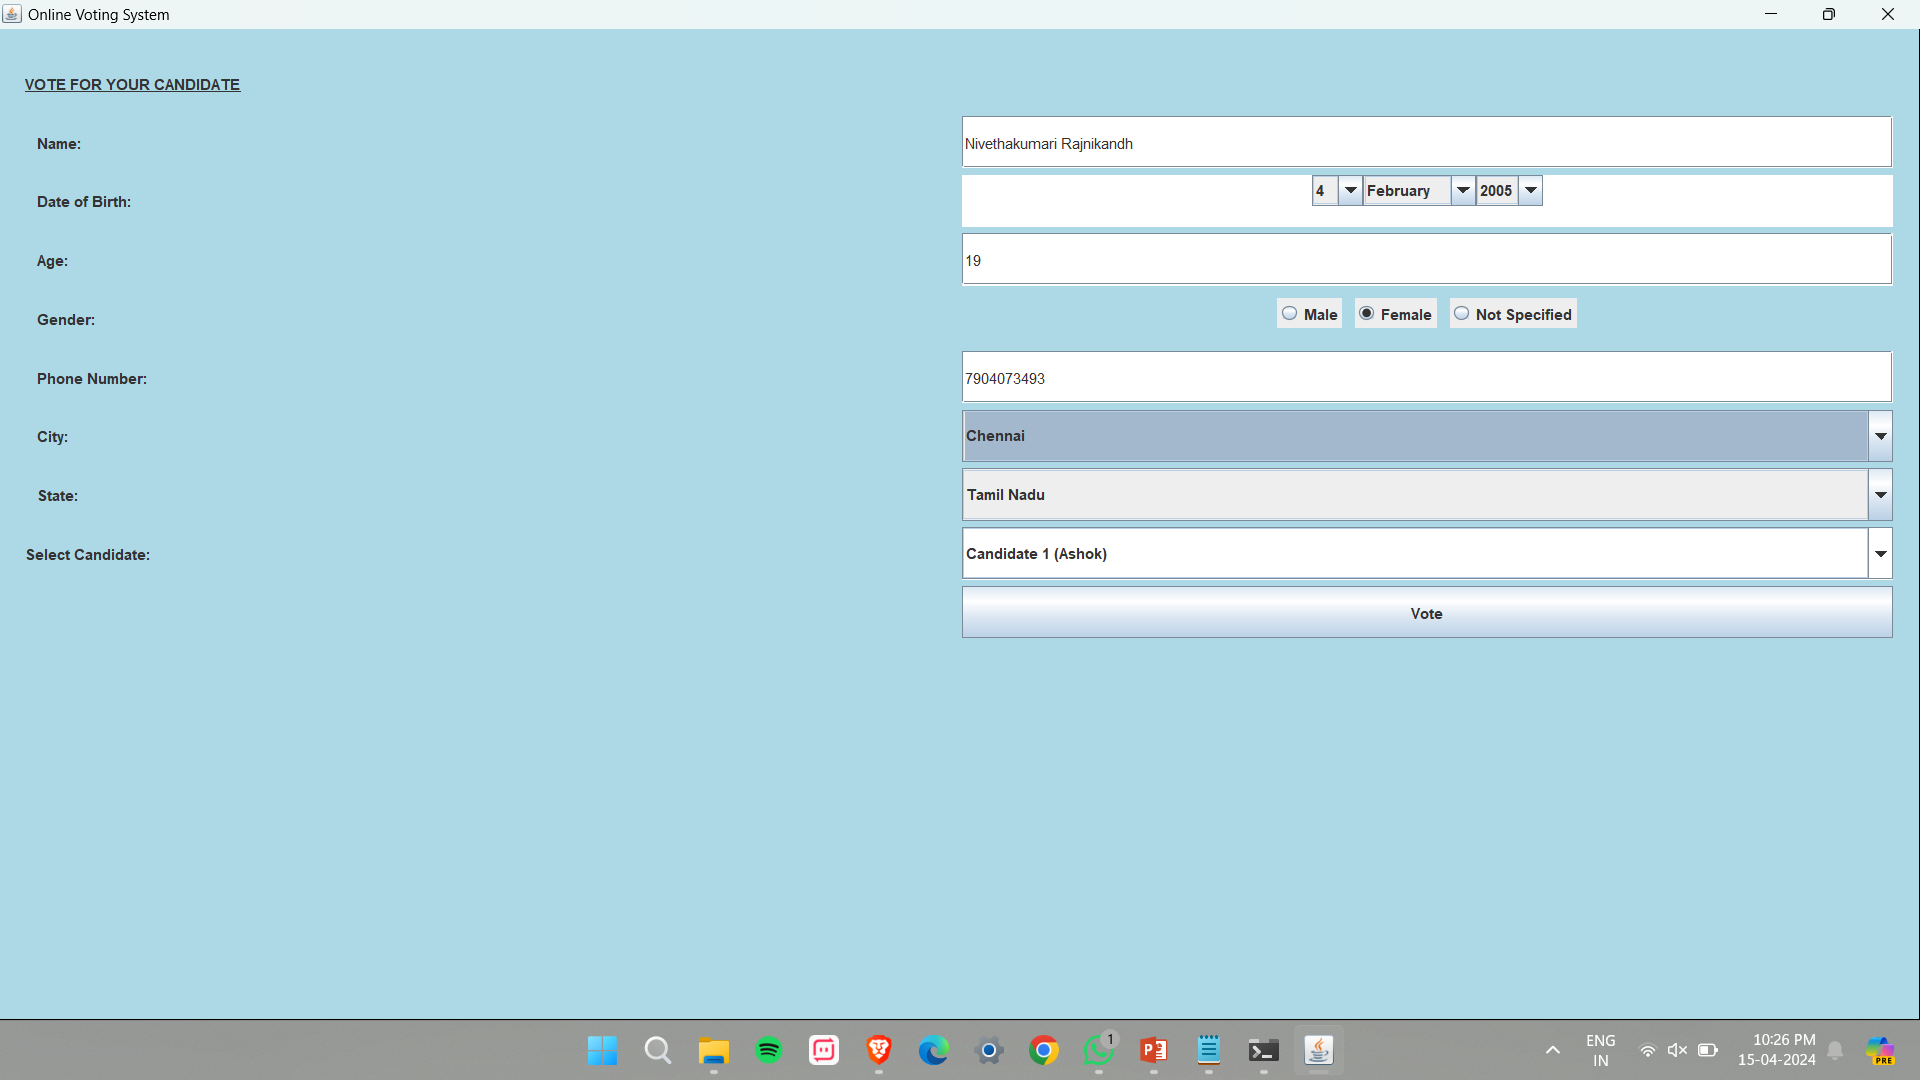 Online Voting System
VOTE FOR YOUR CANDIDATE
Name: Nivethakumari Rajnikandh
Date of Birth: 4 February 2005
Age: 19
Gender: Male Female Not Specified
Phone Number: 7904073493
City: Chennai
State: Tamil Nadu
Select Candidate: Candidate 1 (Ashok)
Vote
1
ENG
IN
10:26 PM
15-04-2024
PRE